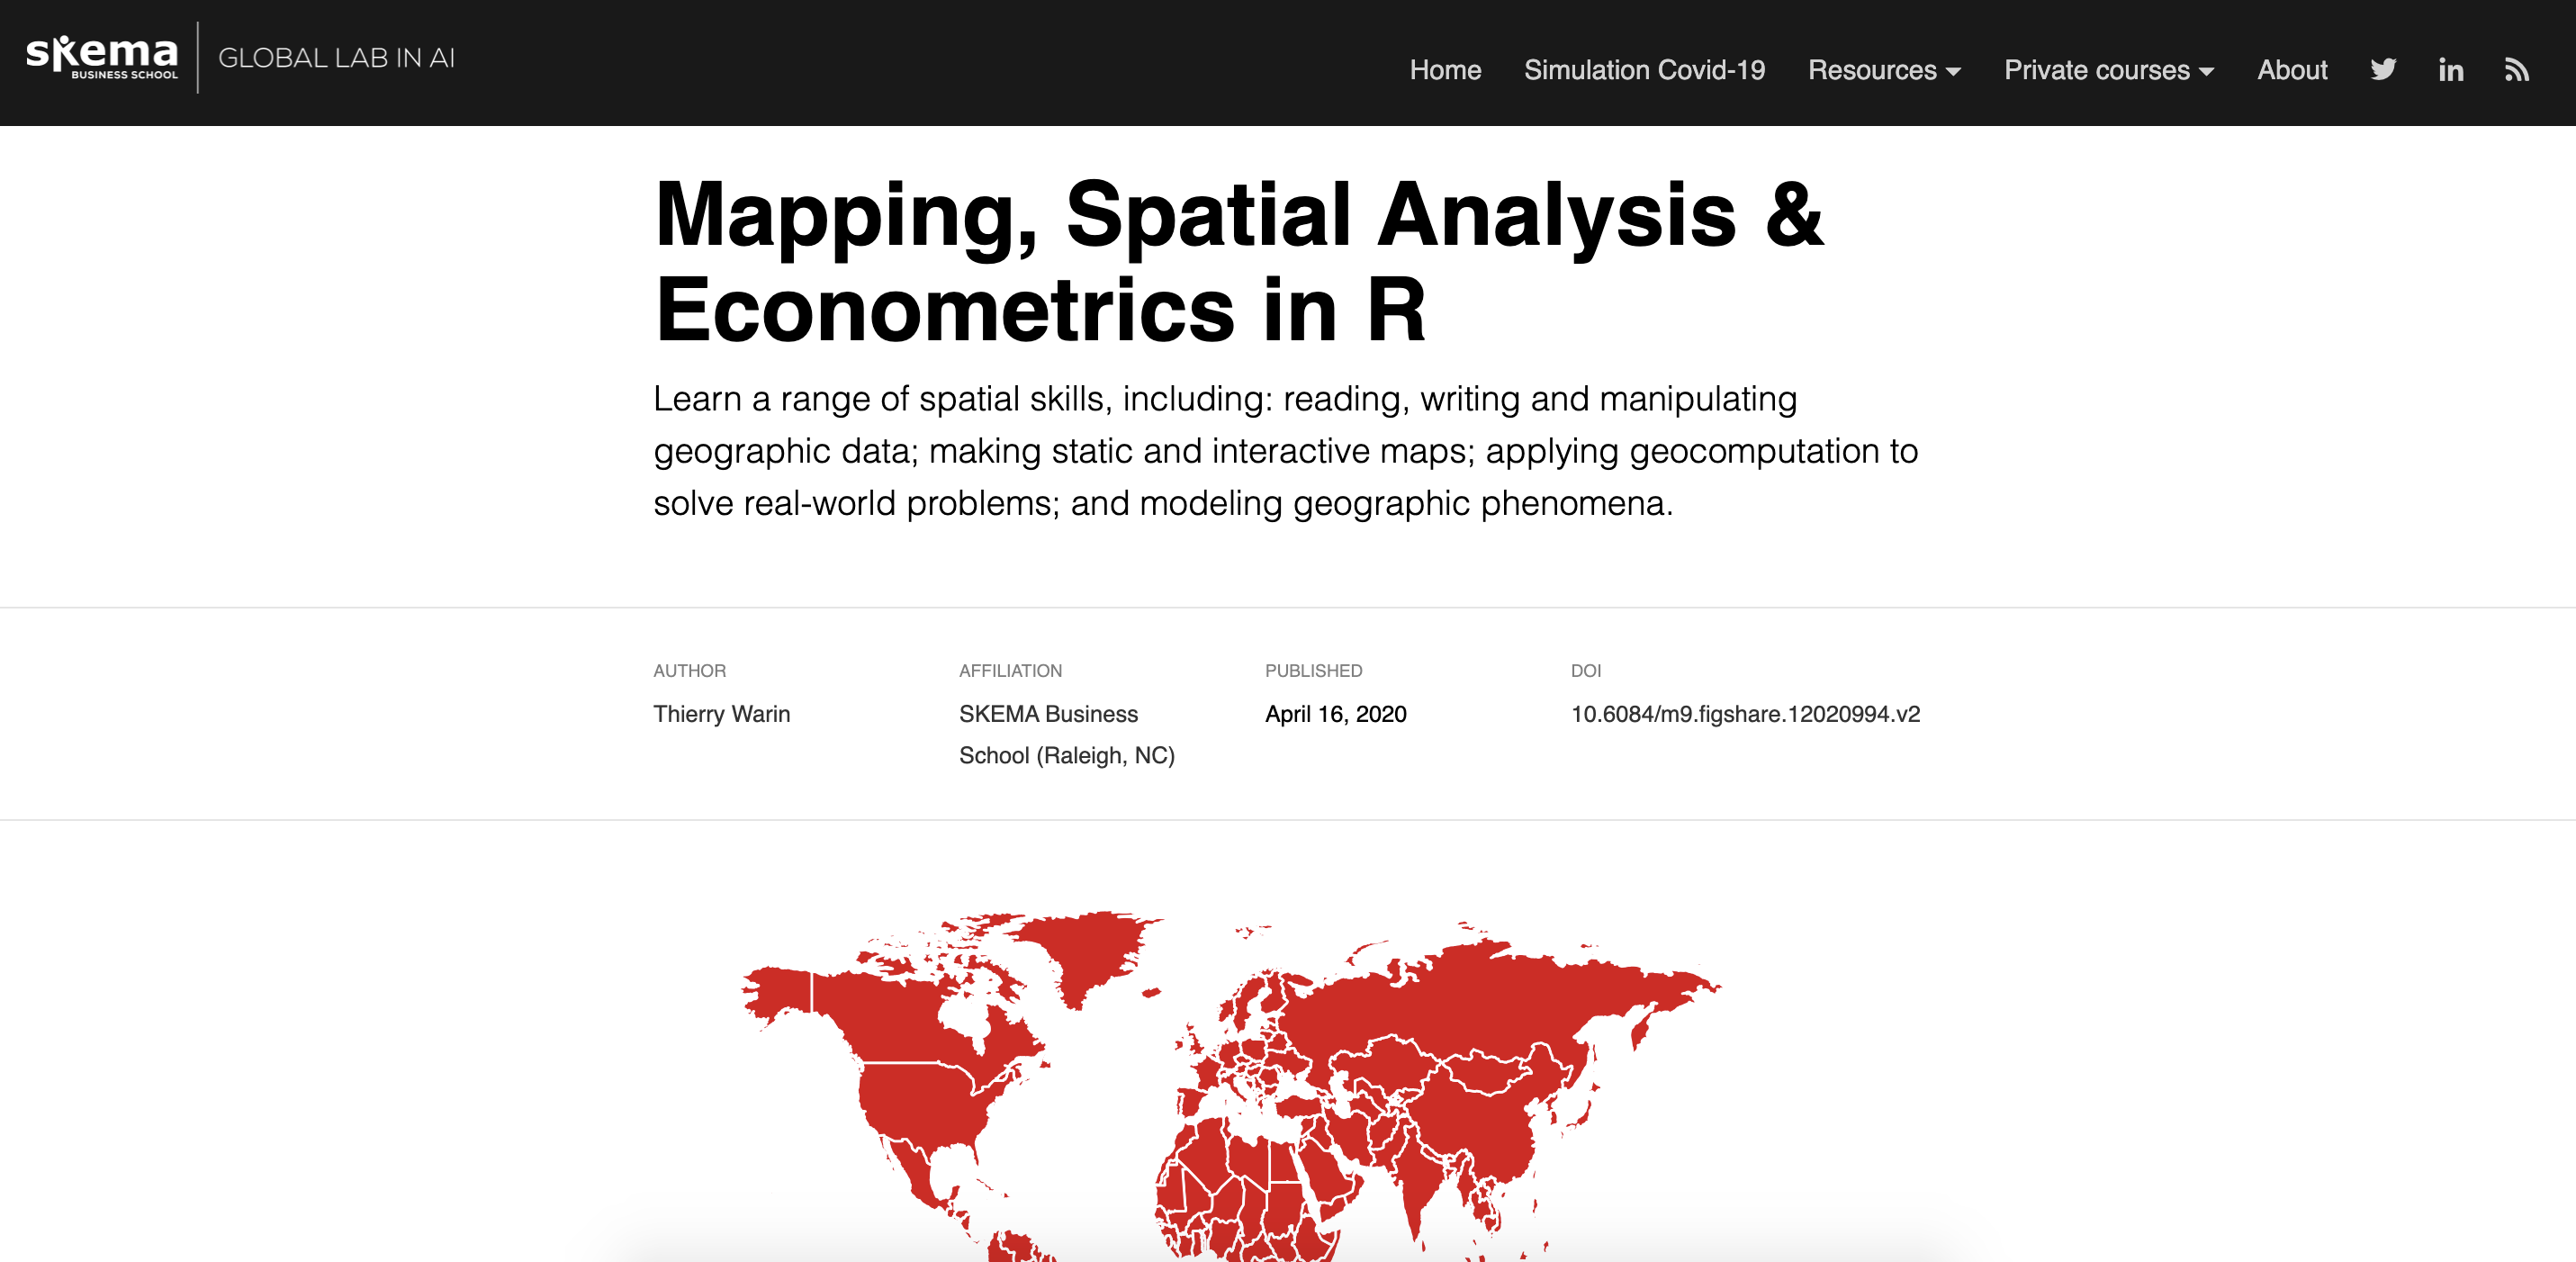 skema
BUSINESS SCHOOL
GLOBAL LAB IN AI
Home Simulation Covid-19 Resources Private courses About
Mapping, Spatial Analysis &
Econometrics in R
Learn a range of spatial skills, including: reading, writing and manipulating
geographic data; making static and interactive maps; applying geocomputation to
solve real-world problems; and modeling geographic phenomena.
AUTHOR AFFILIATION PUBLISHED DOI
Thierry Warin SKEMA Business April 16, 2020 10.6084/m9.figshare.12020994.v2
School (Raleigh, NC)